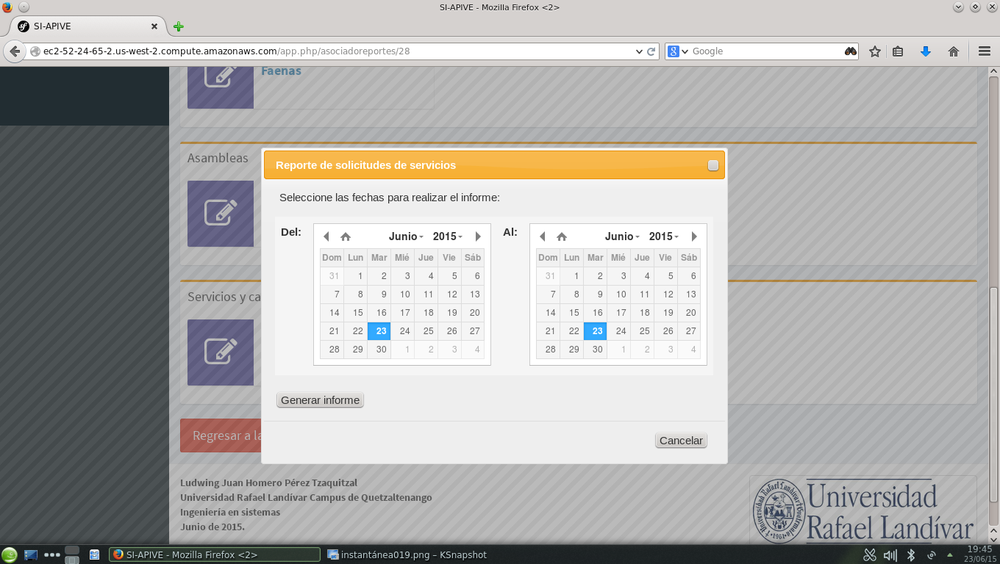 SI-APIVE - Mozilla Firefox <2>
SI-APIVE
ec2-52-24-65-2.us-west-2.compute.amazonaws.com/app.php/asociadoreportes/28
Google
Faenas
Asambleas
Servicios y ca
Regresar a la
Reporte de solicitudes de servicios
Seleccione las fechas para realizar el informe:
Del:
Junio 2015
Dom Lun Mar Mié Jue Vie Sáb
31 1 2 3 4 5 6
7 8 9 10 11 12 13
14 15 16 17 18 19 20
21 22 23 24 25 26 27
28 29 30 1 2 3 4
Al:
Junio 2015
Dom Lun Mar Mié Jue Vie Sáb
31 1 2 3 4 5 6
7 8 9 10 11 12 13
14 15 16 17 18 19 20
21 22 23 24 25 26 27
28 29 30 1 2 3 4
Generar informe
Cancelar
Ludwing Juan Homero Pérez Tzaquitzal
Universidad Rafael Landívar Campus de Quetzaltenango
Ingeniería en sistemas
Junio de 2015.
Universidad
Rafael Landívar
SI-APIVE - Mozilla Firefox <2>
instantánea019.png – KSnapshot
19:45
23/06/15